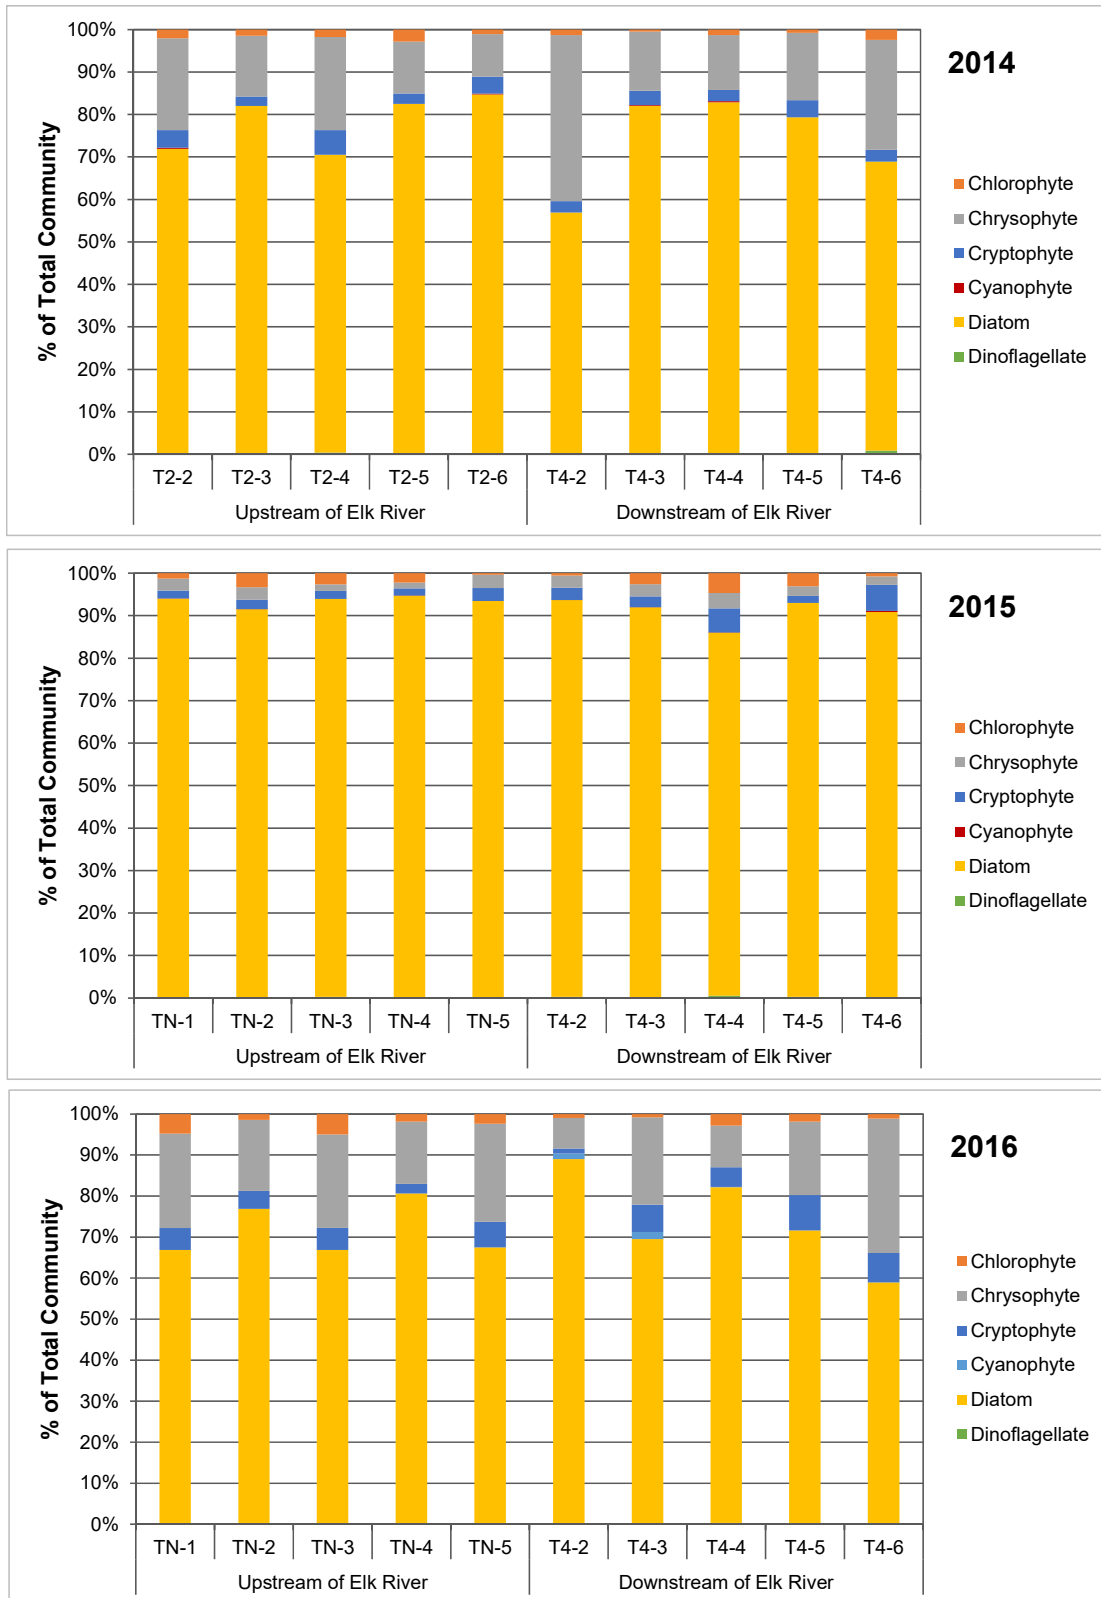 2014
% of Total Community
100%
90%
80%
70%
60%
50%
40%
30%
20%
10%
0%
T2-2 T2-3 T2-4 T2-5 T2-6 T4-2 T4-3 T4-4 T4-5 T4-6
Upstream of Elk River Downstream of Elk River
Chlorophyte
Chrysophyte
Cryptophyte
Cyanophyte
Diatom
Dinoflagellate
2015
% of Total Community
100%
90%
80%
70%
60%
50%
40%
30%
20%
10%
0%
TN-1 TN-2 TN-3 TN-4 TN-5 T4-2 T4-3 T4-4 T4-5 T4-6
Upstream of Elk River Downstream of Elk River
Chlorophyte
Chrysophyte
Cryptophyte
Cyanophyte
Diatom
Dinoflagellate
2016
% of Total Community
100%
90%
80%
70%
60%
50%
40%
30%
20%
10%
0%
TN-1 TN-2 TN-3 TN-4 TN-5 T4-2 T4-3 T4-4 T4-5 T4-6
Upstream of Elk River Downstream of Elk River
Chlorophyte
Chrysophyte
Cryptophyte
Cyanophyte
Diatom
Dinoflagellate